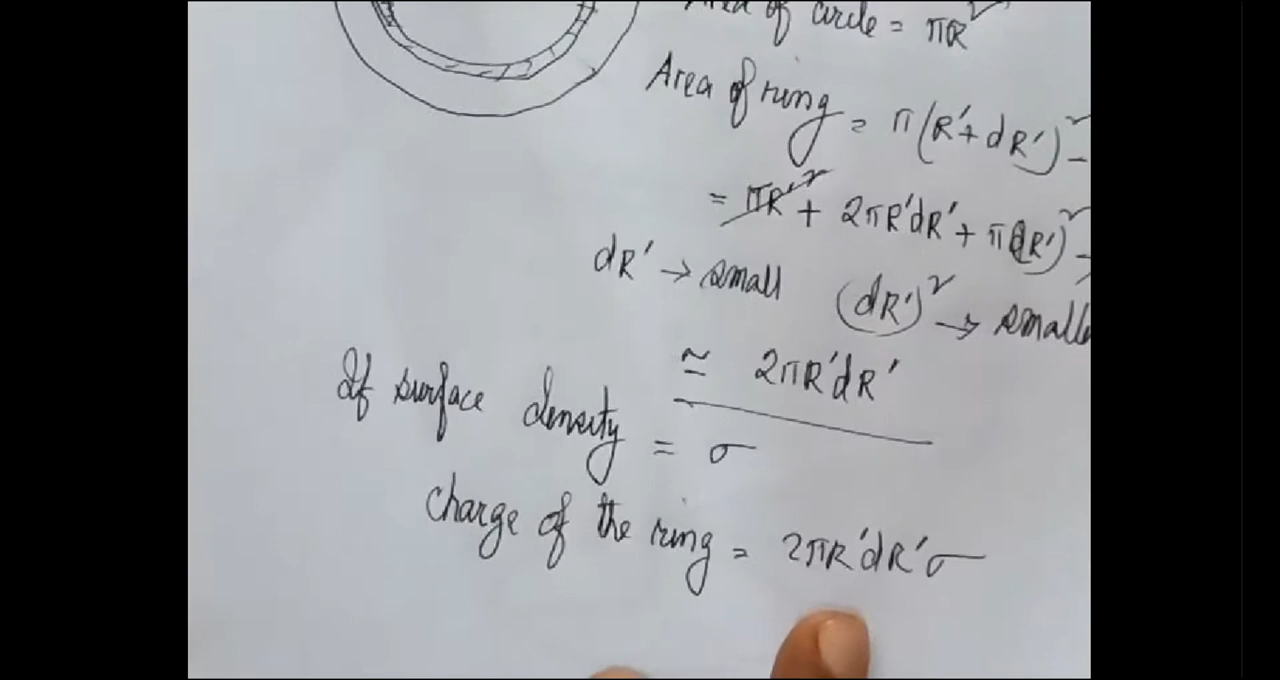 Area of circle = πR²
Area of ring = π(R'+dR')² -
= πR'² + 2πR'dR' + π(dR')² -
dR' → small (dR')² → smalle
≃ 2πR'dR'
If surface density = σ
charge of the ring = 2πR'dR'σ